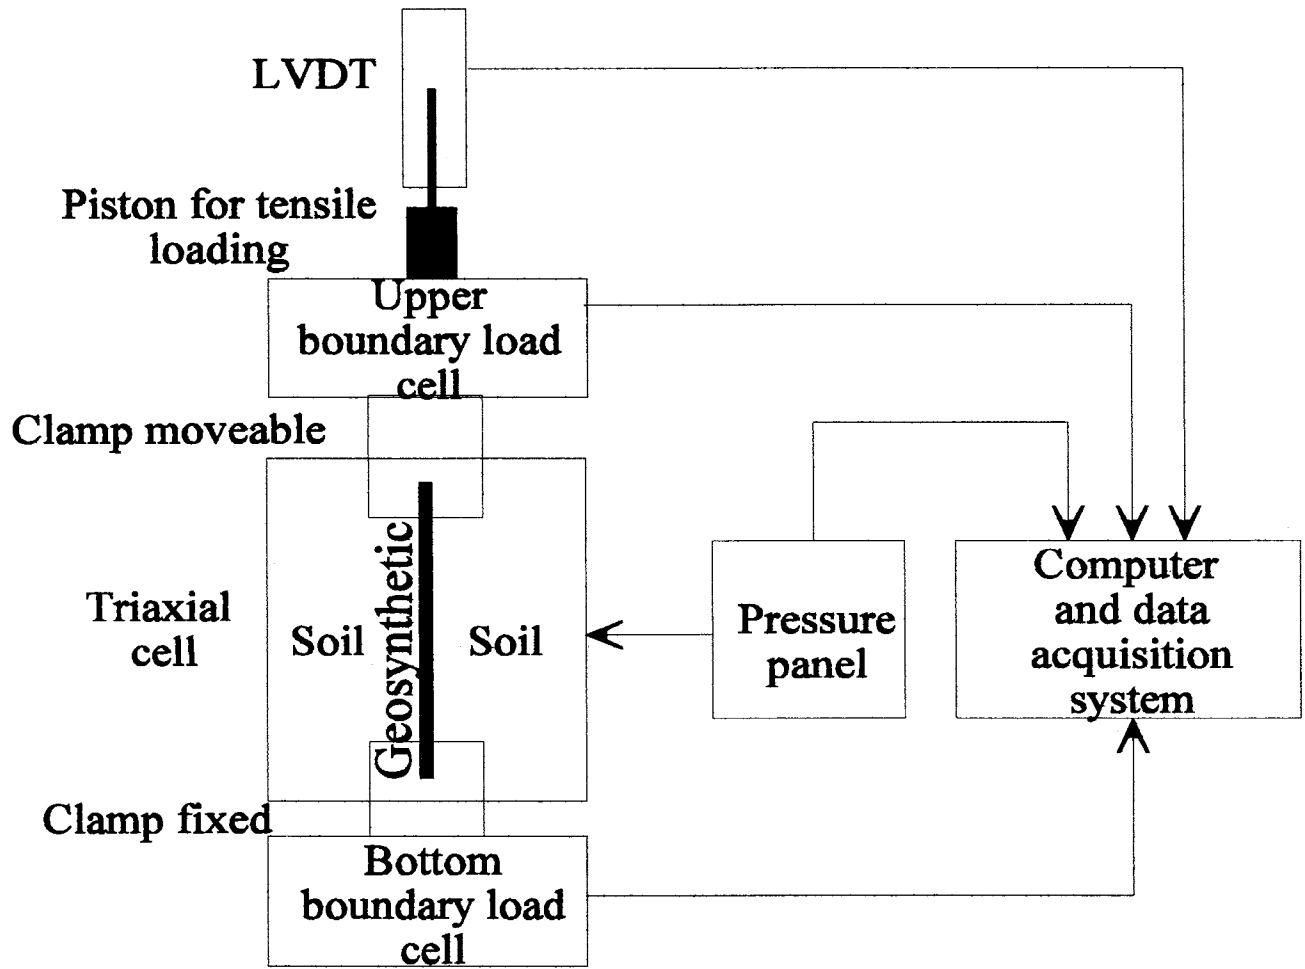 LVDT
Piston for tensile
loading
Upper
boundary load
cell
Clamp moveable
Triaxial
cell
Soil
Geosynthetic
Soil
Pressure
panel
Computer
and data
acquisition
system
Clamp fixed
Bottom
boundary load
cell